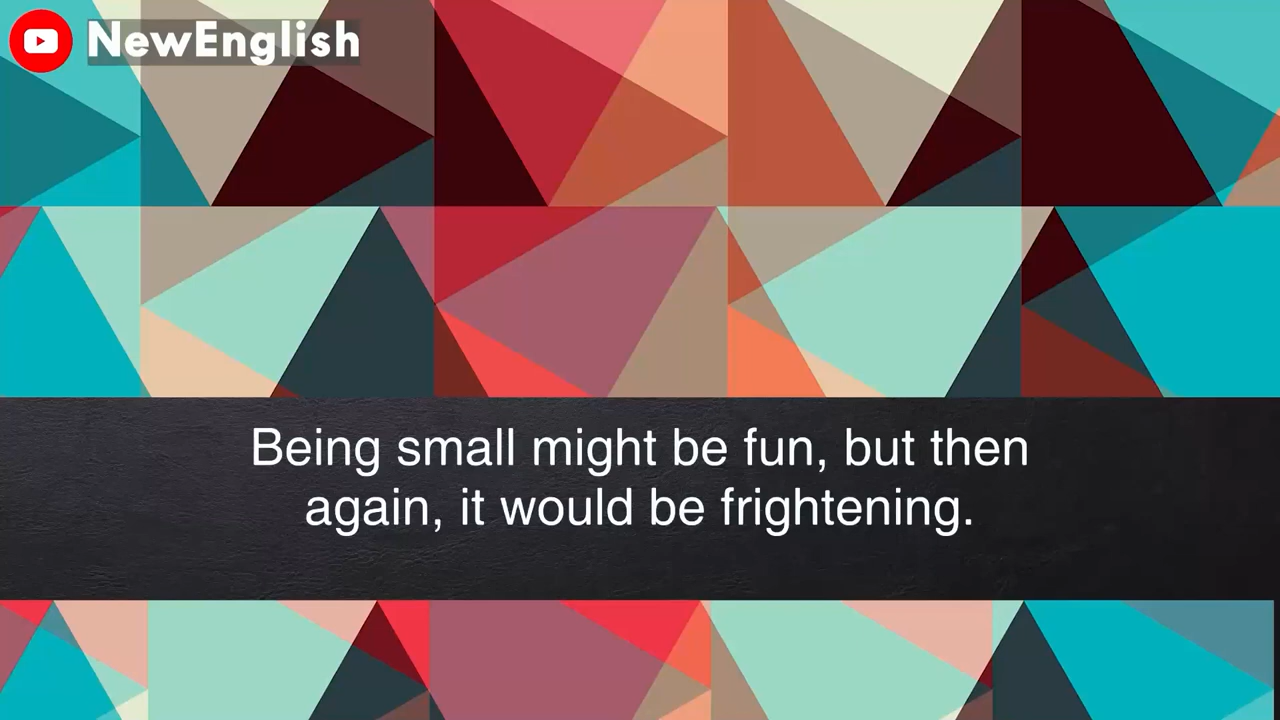 NewEnglish
Being small might be fun, but then
again, it would be frightening.